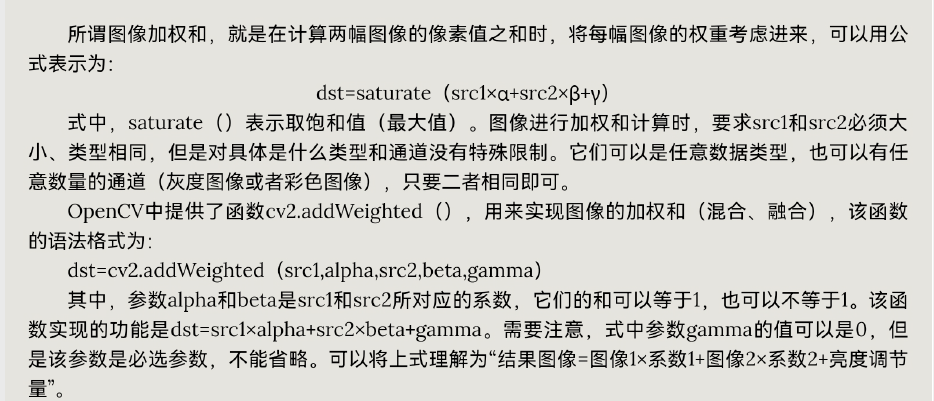 所谓图像加权和，就是在计算两幅图像的像素值之和时，将每幅图像的权重考虑进来，可以用公
式表示为：
dst=saturate（src1×α+src2×β+γ）
式中，saturate（）表示取饱和值（最大值）。图像进行加权和计算时，要求src1和src2必须大
小、类型相同，但是对具体是什么类型和通道没有特殊限制。它们可以是任意数据类型，也可以有任
意数量的通道（灰度图像或者彩色图像），只要二者相同即可。
OpenCV中提供了函数cv2.addWeighted（），用来实现图像的加权和（混合、融合），该函数
的语法格式为：
dst=cv2.addWeighted（src1,alpha,src2,beta,gamma）
其中，参数alpha和beta是src1和src2所对应的系数，它们的和可以等于1，也可以不等于1。该函
数实现的功能是dst=src1×alpha+src2×beta+gamma。需要注意，式中参数gamma的值可以是0，但
是该参数是必选参数，不能省略。可以将上式理解为“结果图像=图像1×系数1+图像2×系数2+亮度调节
量”。